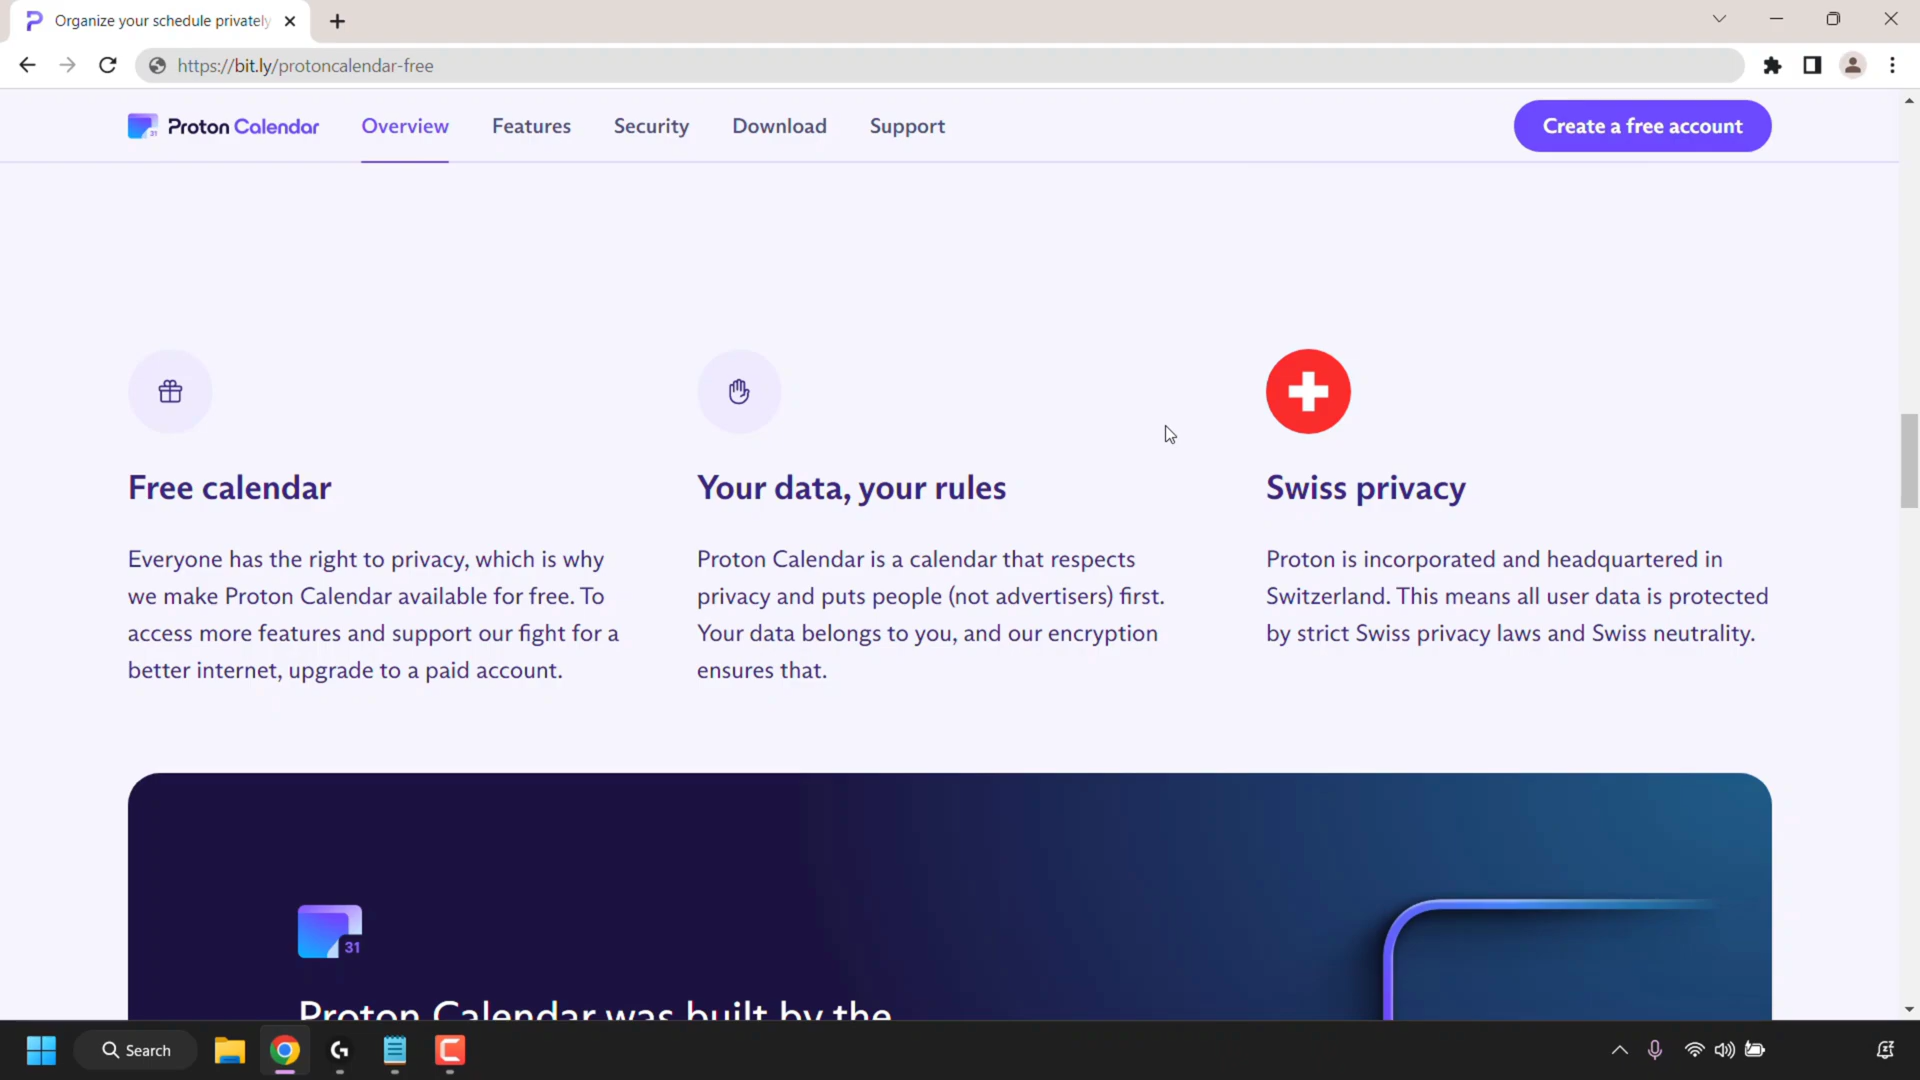 Organize your schedule privately
https://bit.ly/protoncalendar-free
Proton Calendar
Overview
Features
Security
Download
Support
Create a free account
Free calendar
Everyone has the right to privacy, which is why
we make Proton Calendar available for free. To
access more features and support our fight for a
better internet, upgrade to a paid account.
Your data, your rules
Proton Calendar is a calendar that respects
privacy and puts people (not advertisers) first.
Your data belongs to you, and our encryption
ensures that.
Swiss privacy
Proton is incorporated and headquartered in
Switzerland. This means all user data is protected
by strict Swiss privacy laws and Swiss neutrality.
31
Proton Calendar was built by the
Search